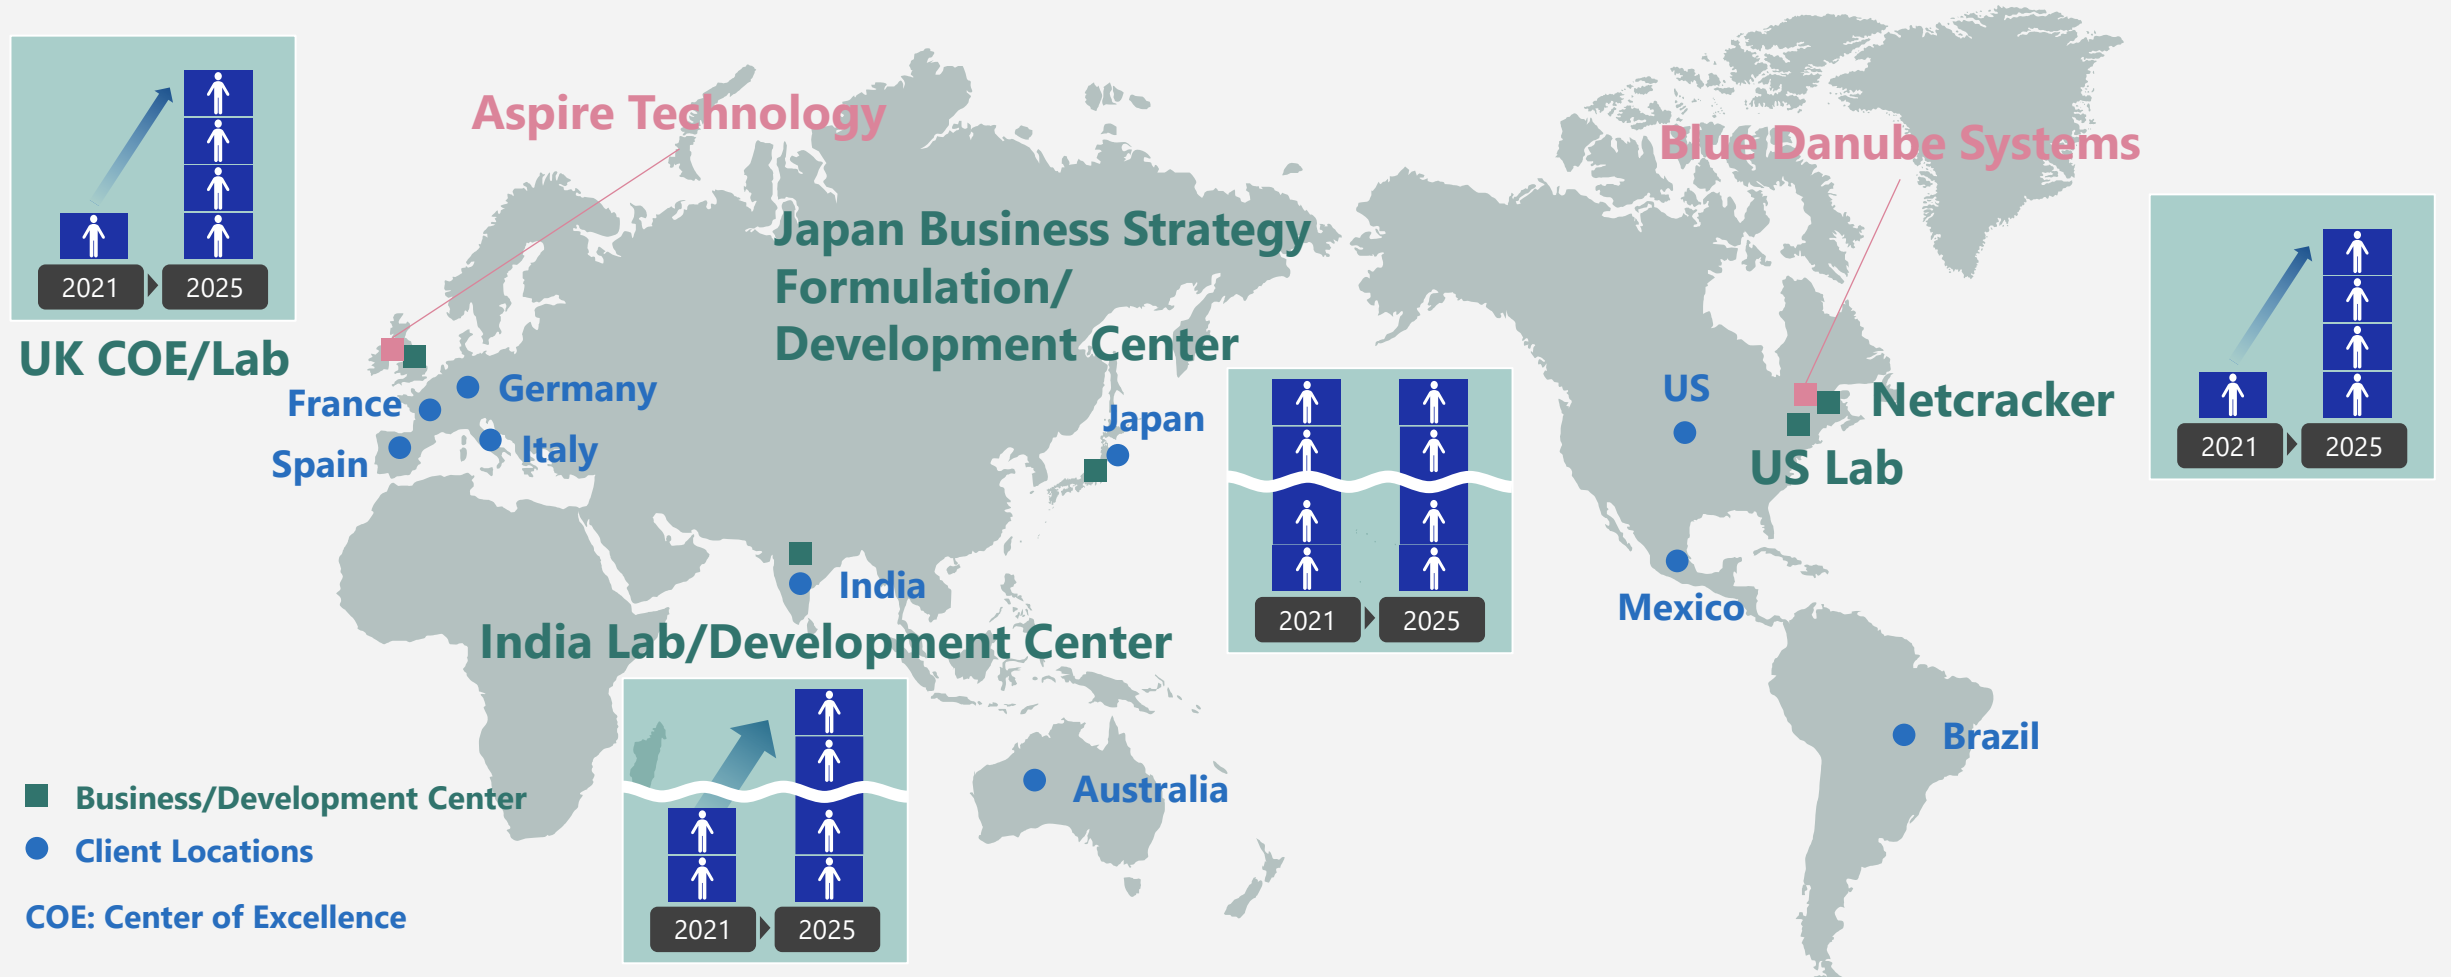 Aspire Technology
Blue Danube Systems
Japan Business Strategy
Formulation/
Development Center
2021
2025
UK COE/Lab
France
Germany
Spain
Italy
Japan
US
Netcracker
US Lab
2021
2025
India
India Lab/Development Center
2021
2025
Mexico
Brazil
Australia
2021
2025
Business/Development Center
Client Locations
COE: Center of Excellence